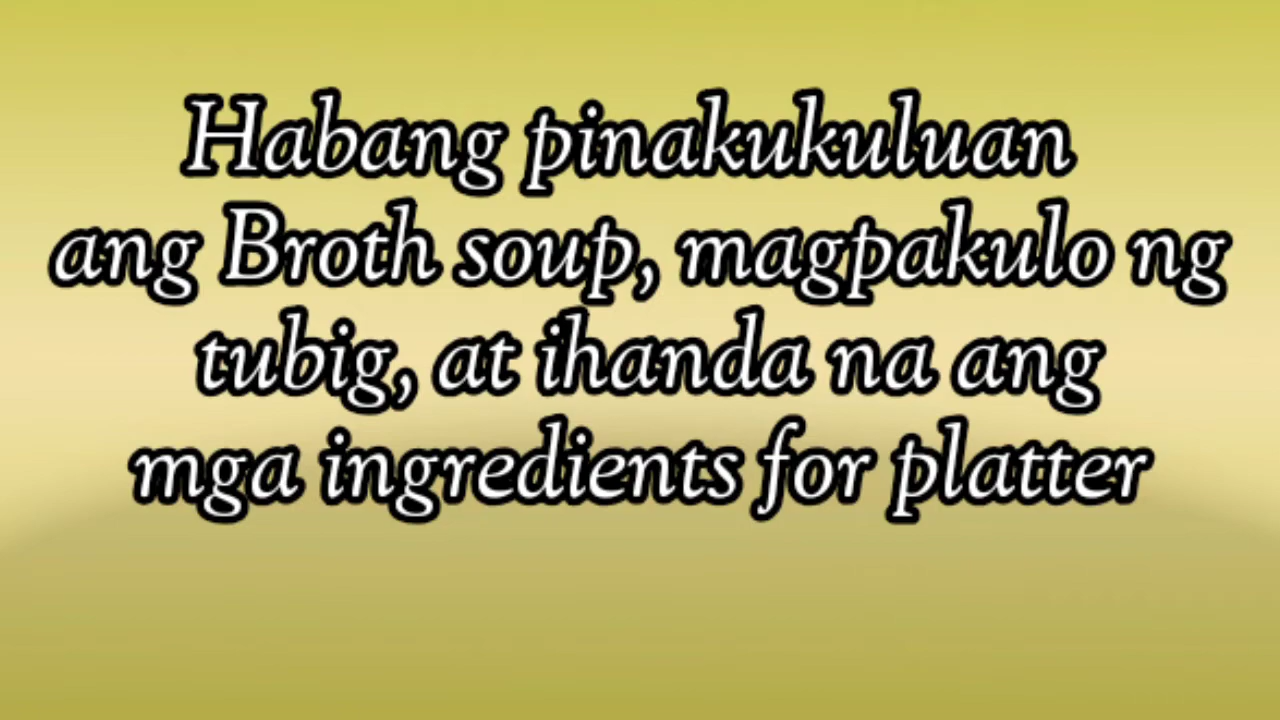 Habang pinakukuluan
ang Broth soup, magpakulo ng
tubig, at ihanda na ang
mga ingredients for platter